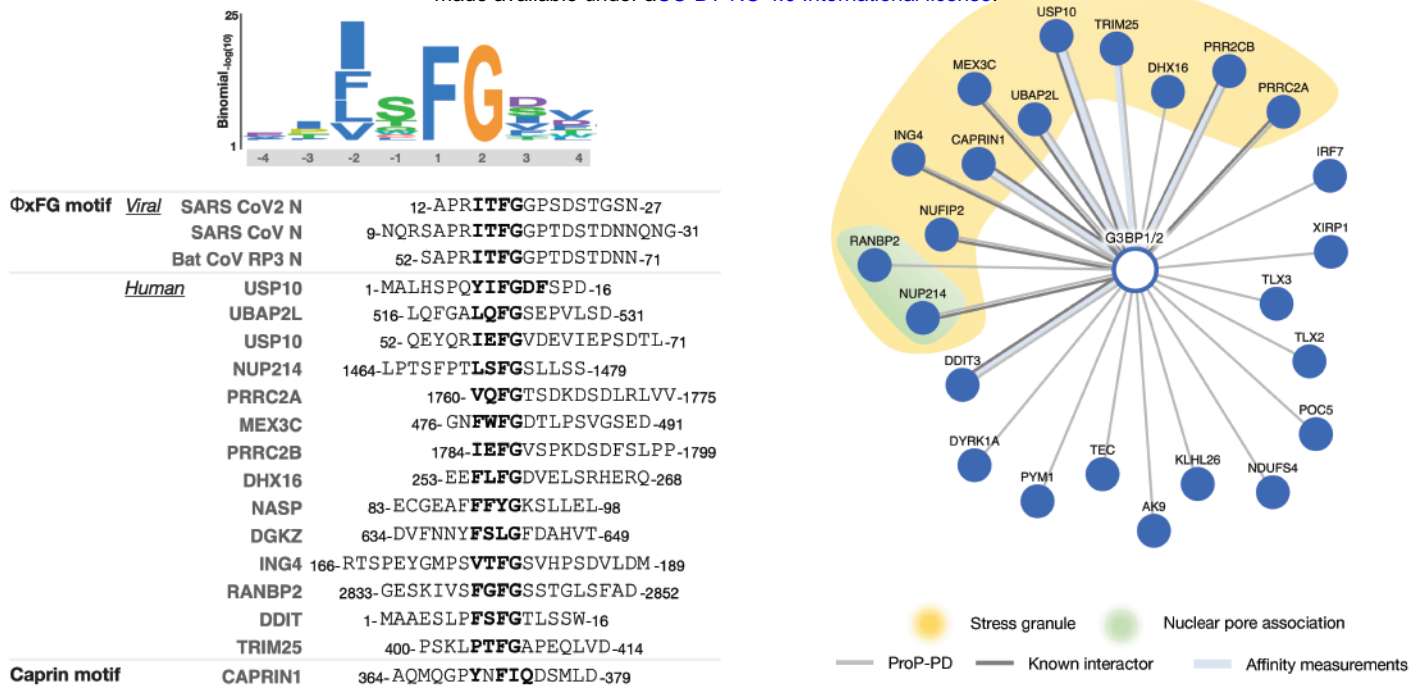 25
Binomial-log(10)
1
-4 -3 -2 -1 1 2 3 4
ΦxFG motif Viral SARS CoV2 N 12-APRITFGGPSDSTGSN-27
SARS CoV N 9-NQRSAPRITFGGPTDSTDNNQNG-31
Bat CoV RP3 N 52-SAPRITFGGPTDSTDNN-71
Human USP10 1-MALHSPQYIFGDFSPD-16
UBAP2L 516-LQFGALQFGSEPVLSD-531
USP10 52-QEYQRIEFGVDEVIEPSDTL-71
NUP214 1464-LPTSFPTLSFGSLLSS-1479
PRRC2A 1760-VQFGTSDKDSDLRLVV-1775
MEX3C 476-GNFWFGDTLPSVGSED-491
PRRC2B 1784-IEFGVSPKDSDFSLPP-1799
DHX16 253-EEFLFGDVELSRHERQ-268
NASP 83-ECGEAFFFYGKSLLEL-98
DGKZ 634-DVFNNYFSLGFDAHVT-649
ING4 166-RTSPEYGMPSVTFGSVHPSDVLDM-189
RANBP2 2833-GESKIVSFGFGSSTGLSFAD-2852
DDIT 1-MAAESLPFSFGTLSSW-16
TRIM25 400-PSKLPTFGAPEQLVD-414
Caprin motif CAPRIN1 364-AQMQGPYNFIQDSMLD-379
USP10
TRIM25
PRR2CB
MEX3C
DHX16
PRRC2A
UBAP2L
ING4
CAPRIN1
IRF7
NUFIP2
G3BP1/2
XIRP1
RANBP2
TLX3
NUP214
TLX2
DDIT3
POC5
DYRK1A
TEC
KLHL26
NDUFS4
PYM1
AK9
Stress granule Nuclear pore association
ProP-PD Known interactor Affinity measurements